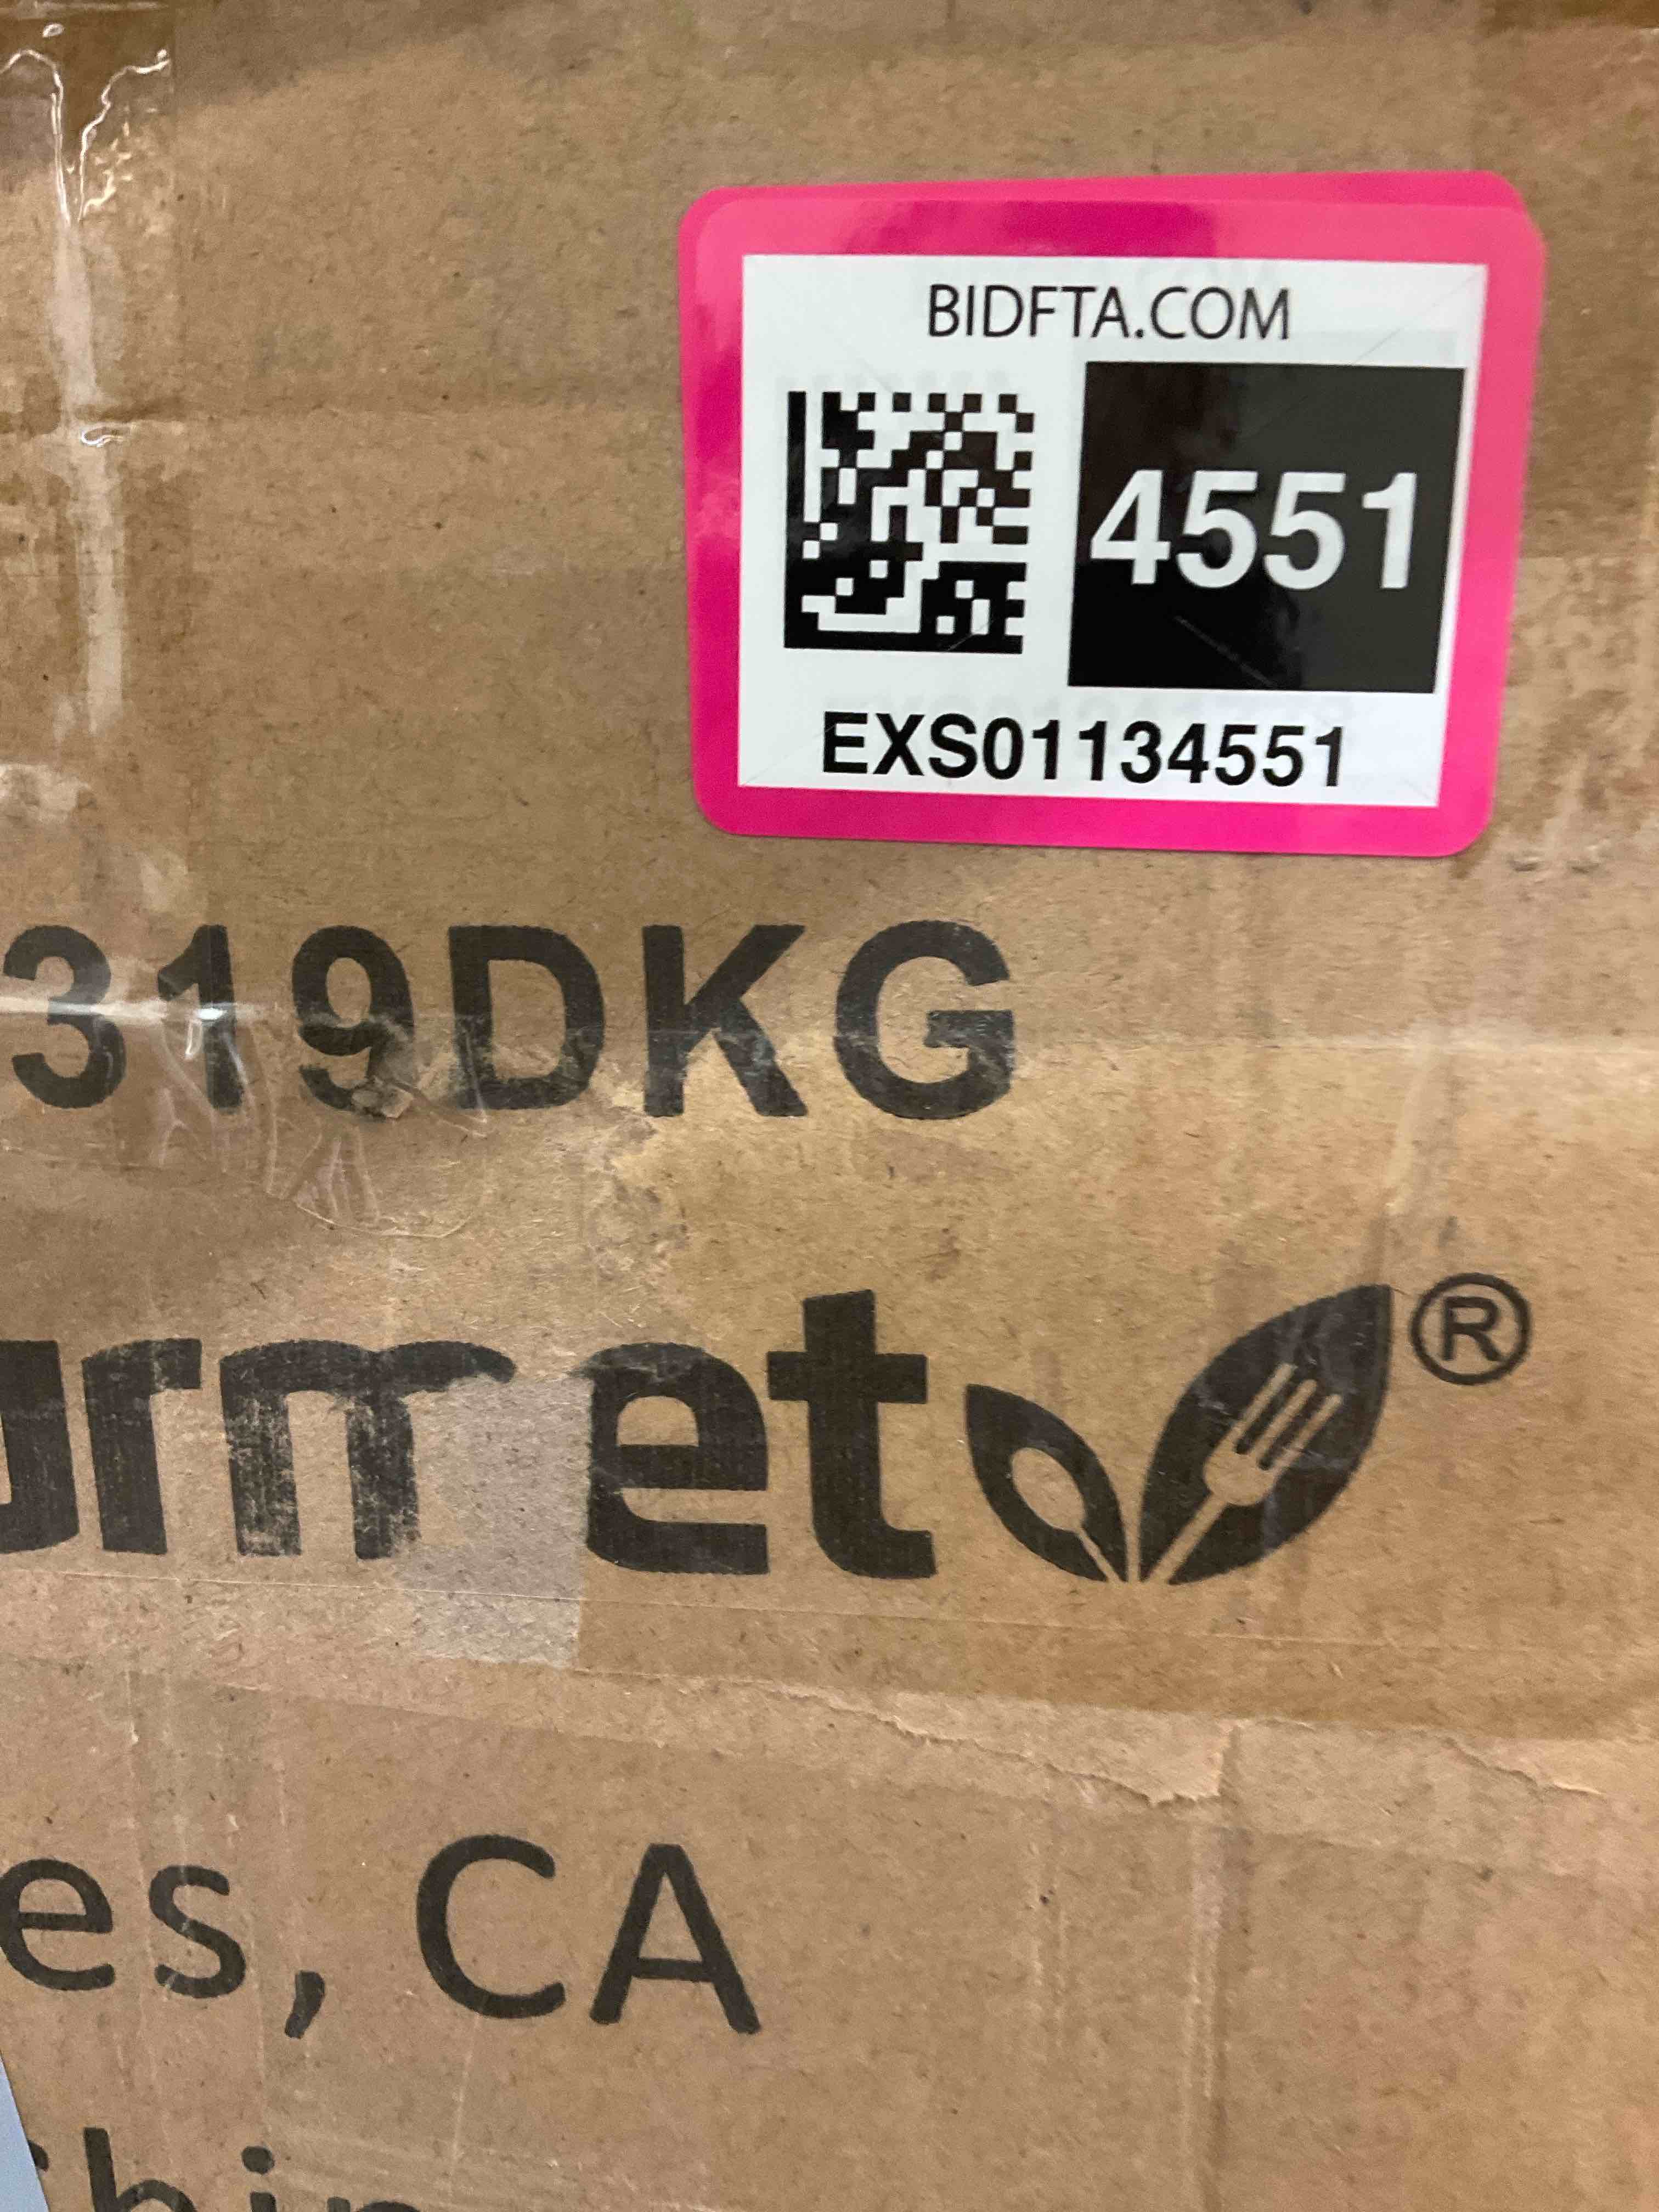 BIDFTA.COM
4551
EXS01134551
319DKG
urmet®
es, CA